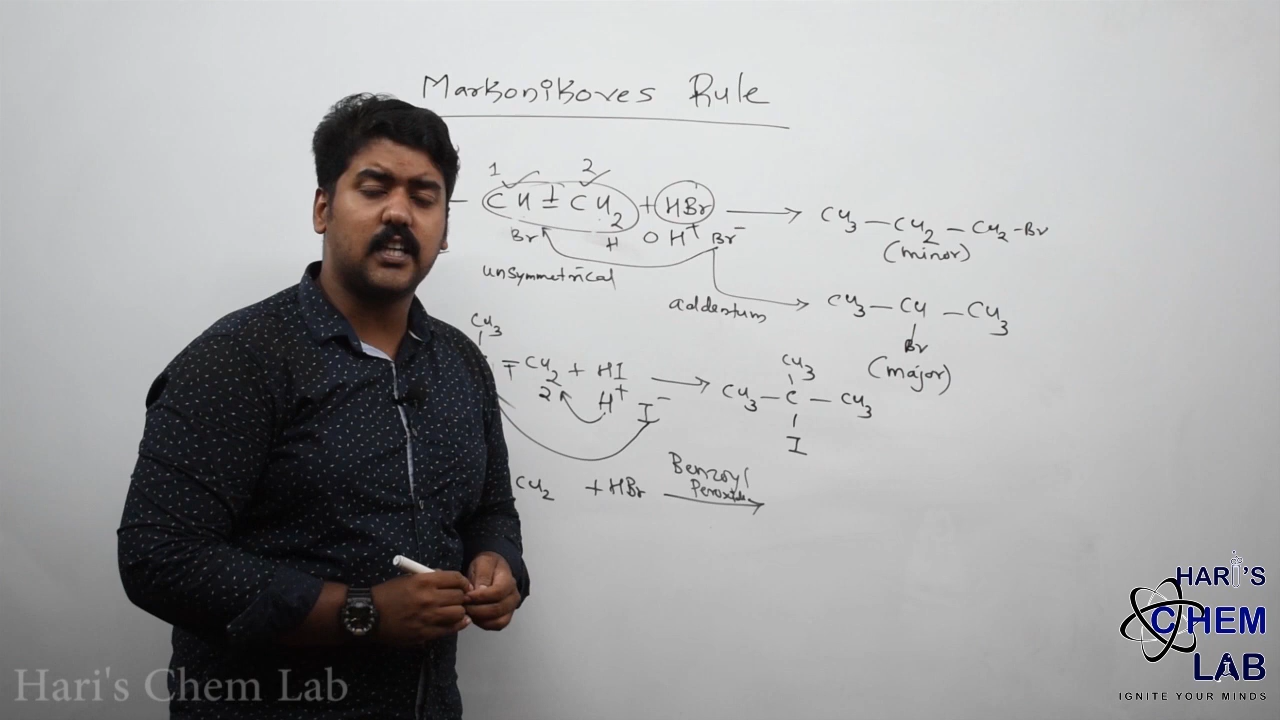 Markonikoves Rule
1 2
– CH = CH2 + HBr ⟶ CH3 – CH2 – CH2 – Br
Br H O H+ Br-
(minor)
unsymmetrical
addentum
CH3 – CH – CH3
Br
(major)
CH3
= CH2 + HI ⟶
2 H+ I-
CH3
CH3 – C – CH3
I
CH2 + HBr
Benzoyl
Peroxide
HARI'S
CHEM
LAB
IGNITE YOUR MINDS
Hari's Chem Lab